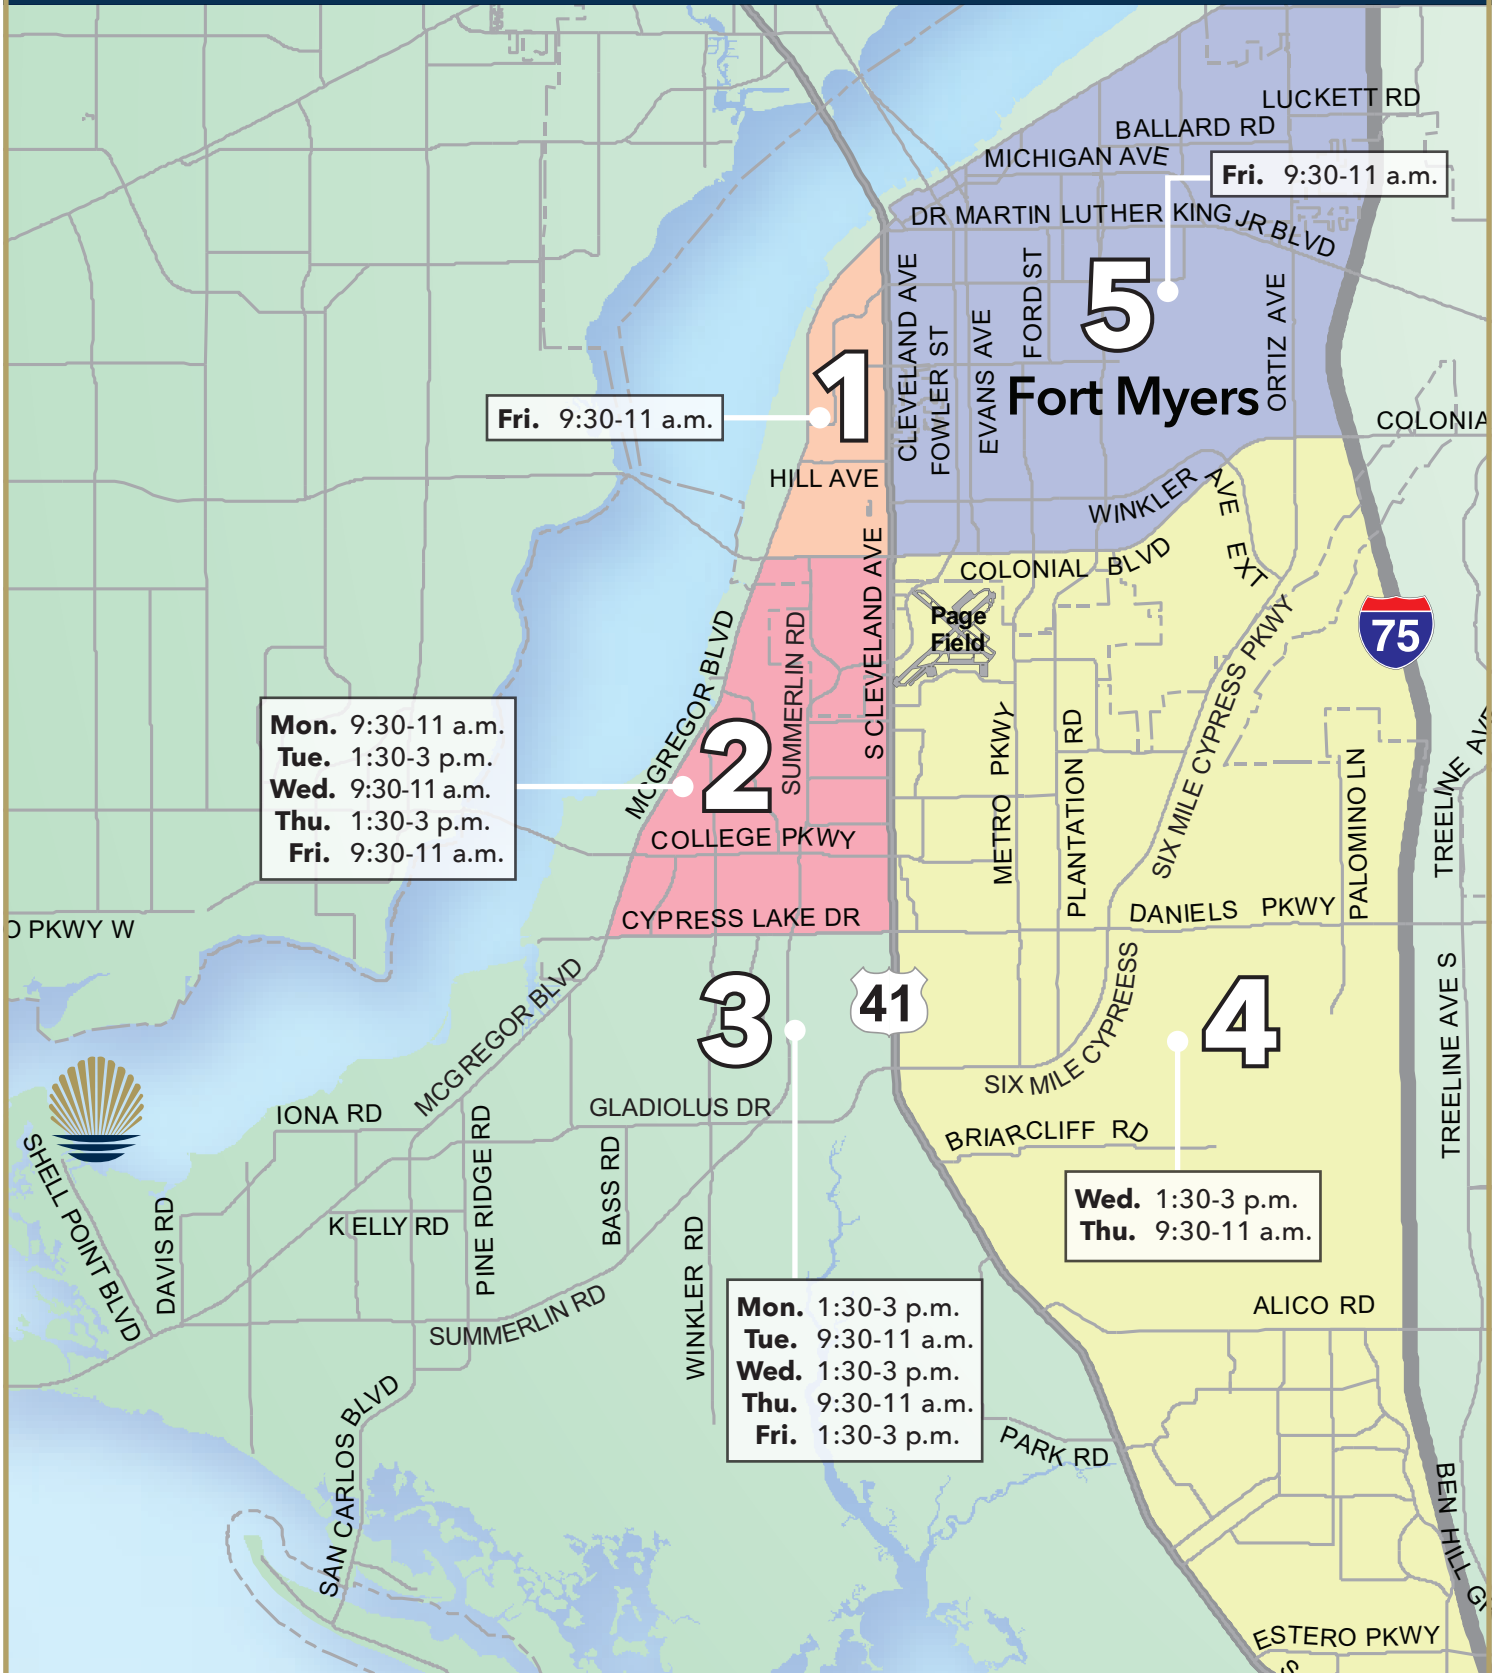 LUCKETT RD
BALLARD RD
MICHIGAN AVE
Fri. 9:30-11 a.m.
DR MARTIN LUTHER KING JR BLVD
5
Fort Myers
CLEVELAND AVE
FOWLER ST
EVANS AVE
FORD ST
ORTIZ AVE
1
Fri. 9:30-11 a.m.
COLONIA
HILL AVE
WINKLER AVE EXT
COLONIAL BLVD
S CLEVELAND AVE
Page
Field
75
MCGREGOR BLVD
SUMMERLIN RD
2
Mon. 9:30-11 a.m.
Tue. 1:30-3 p.m.
Wed. 9:30-11 a.m.
Thu. 1:30-3 p.m.
Fri. 9:30-11 a.m.
METRO PKWY
PLANTATION RD
SIX MILE CYPRESS PKWY
PALOMINO LN
TREELINE AVE
COLLEGE PKWY
CYPRESS LAKE DR
DANIELS PKWY
O PKWY W
3
41
4
MCGREGOR BLVD
SIX MILE CYPREESS
TREELINE AVE S
IONA RD
GLADIOLUS DR
BRIARCLIFF RD
SHELL POINT BLVD
DAVIS RD
KELLY RD
PINE RIDGE RD
BASS RD
WINKLER RD
Wed. 1:30-3 p.m.
Thu. 9:30-11 a.m.
SUMMERLIN RD
ALICO RD
Mon. 1:30-3 p.m.
Tue. 9:30-11 a.m.
Wed. 1:30-3 p.m.
Thu. 9:30-11 a.m.
Fri. 1:30-3 p.m.
SAN CARLOS BLVD
PARK RD
BEN HILL GR
ESTERO PKWY
S